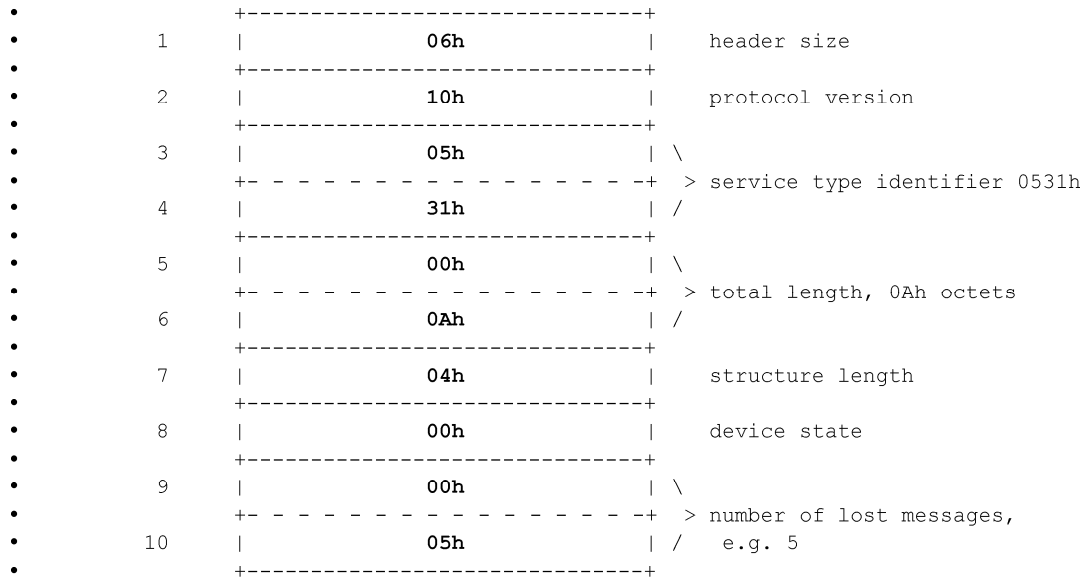 • +-------------------------------+
• 1 | 06h | header size
• +-------------------------------+
• 2 | 10h | protocol version
• +-------------------------------+
• 3 | 05h | \
• +- - - - - - - - - - - - - - - -+ > service type identifier 0531h
• 4 | 31h | /
• +-------------------------------+
• 5 | 00h | \
• +- - - - - - - - - - - - - - - -+ > total length, 0Ah octets
• 6 | 0Ah | /
• +-------------------------------+
• 7 | 04h | structure length
• +-------------------------------+
• 8 | 00h | device state
• +-------------------------------+
• 9 | 00h | \
• +- - - - - - - - - - - - - - - -+ > number of lost messages,
• 10 | 05h | / e.g. 5
• +-------------------------------+